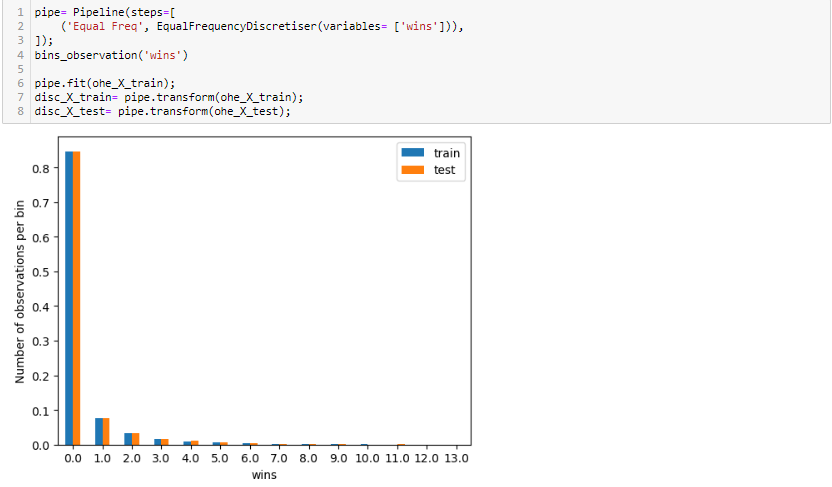 1 pipe= Pipeline(steps=[
2     ('Equal Freq', EqualFrequencyDiscretiser(variables= ['wins'])),
3 ]);
4 bins_observation('wins')
5
6 pipe.fit(ohe_X_train);
7 disc_X_train= pipe.transform(ohe_X_train);
8 disc_X_test= pipe.transform(ohe_X_test);
train
test
Number of observations per bin
0.8
0.7
0.6
0.5
0.4
0.3
0.2
0.1
0.0
0.0 1.0 2.0 3.0 4.0 5.0 6.0 7.0 8.0 9.0 10.0 11.0 12.0 13.0
wins